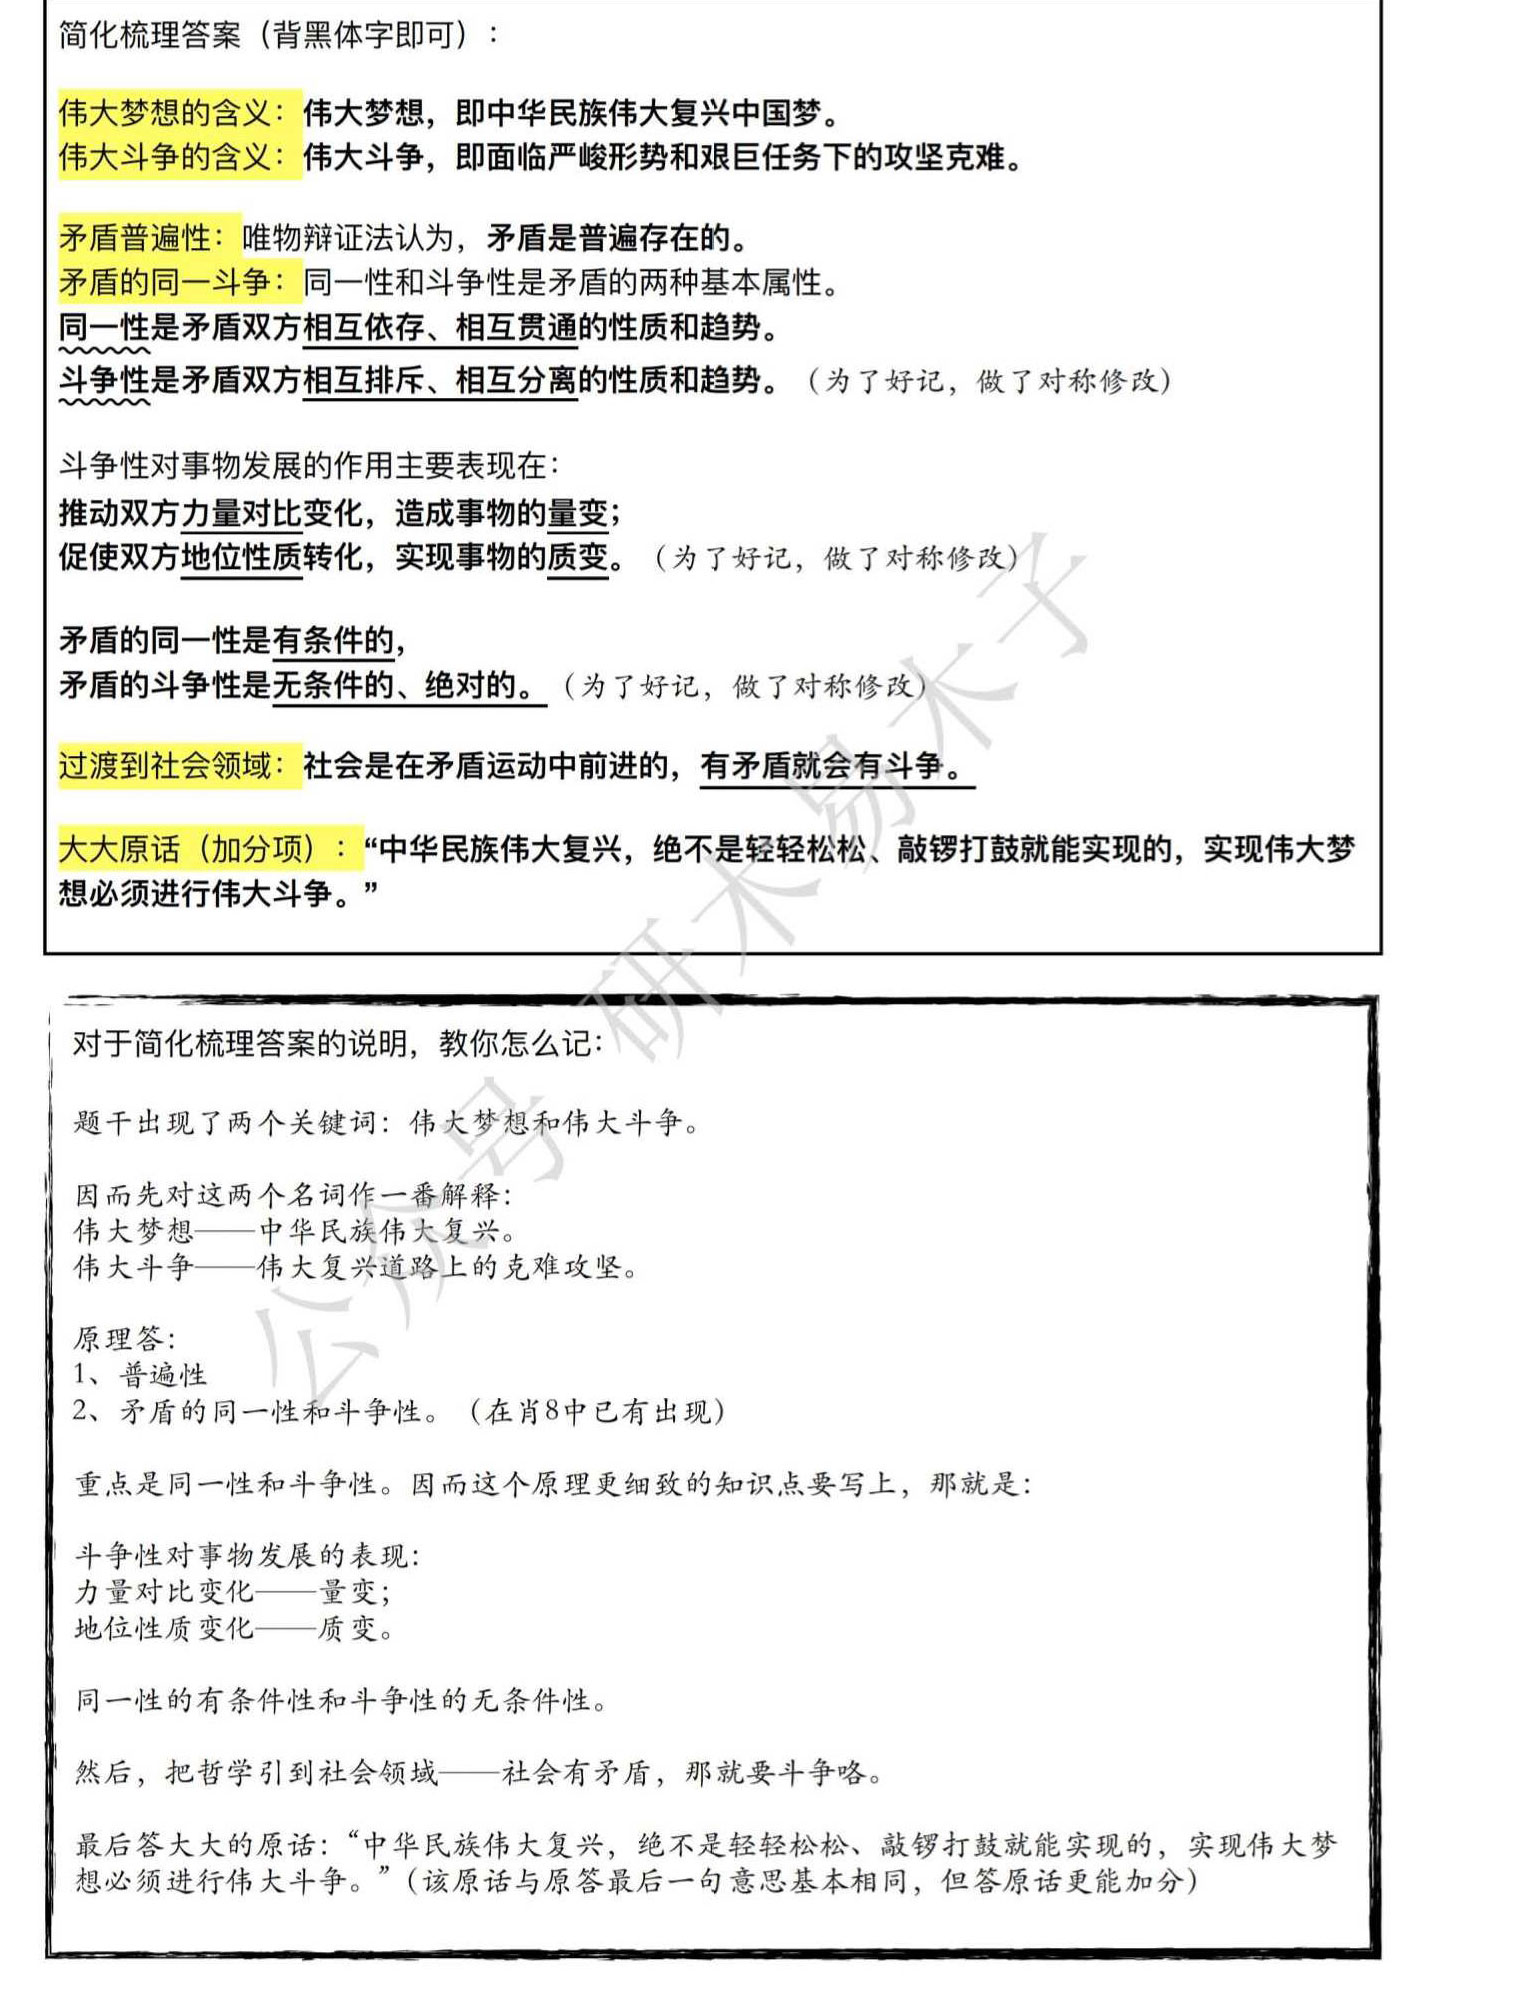 简化梳理答案（背黑体字即可）：
伟大梦想的含义：伟大梦想，即中华民族伟大复兴中国梦。
伟大斗争的含义：伟大斗争，即面临严峻形势和艰巨任务下的攻坚克难。
矛盾普遍性：唯物辩证法认为，矛盾是普遍存在的。
矛盾的同一斗争：同一性和斗争性是矛盾的两种基本属性。
同一性是矛盾双方相互依存、相互贯通的性质和趋势。
斗争性是矛盾双方相互排斥、相互分离的性质和趋势。（为了好记，做了对称修改）
斗争性对事物发展的作用主要表现在：
推动双方力量对比变化，造成事物的量变；
促使双方地位性质转化，实现事物的质变。（为了好记，做了对称修改）
矛盾的同一性是有条件的，
矛盾的斗争性是无条件的、绝对的。（为了好记，做了对称修改）
过渡到社会领域：社会是在矛盾运动中前进的，有矛盾就会有斗争。
大大原话（加分项）：“中华民族伟大复兴，绝不是轻轻松松、敲锣打鼓就能实现的，实现伟大梦
想必须进行伟大斗争。”
对于简化梳理答案的说明，教你怎么记：
题干出现了两个关键词：伟大梦想和伟大斗争。
因而先对这两个名词作一番解释：
伟大梦想——中华民族伟大复兴。
伟大斗争——伟大复兴道路上的克难攻坚。
原理答：
1、普遍性
2、矛盾的同一性和斗争性。（在肖8中已有出现）
重点是同一性和斗争性。因而这个原理更细致的知识点要写上，那就是：
斗争性对事物发展的表现：
力量对比变化——量变；
地位性质变化——质变。
同一性的有条件性和斗争性的无条件性。
然后，把哲学引到社会领域——社会有矛盾，那就要斗争咯。
最后答大大的原话：“中华民族伟大复兴，绝不是轻轻松松、敲锣打鼓就能实现的，实现伟大梦
想必须进行伟大斗争。”（该原话与原答最后一句意思基本相同，但答原话更能加分）
公众号 研木易木子